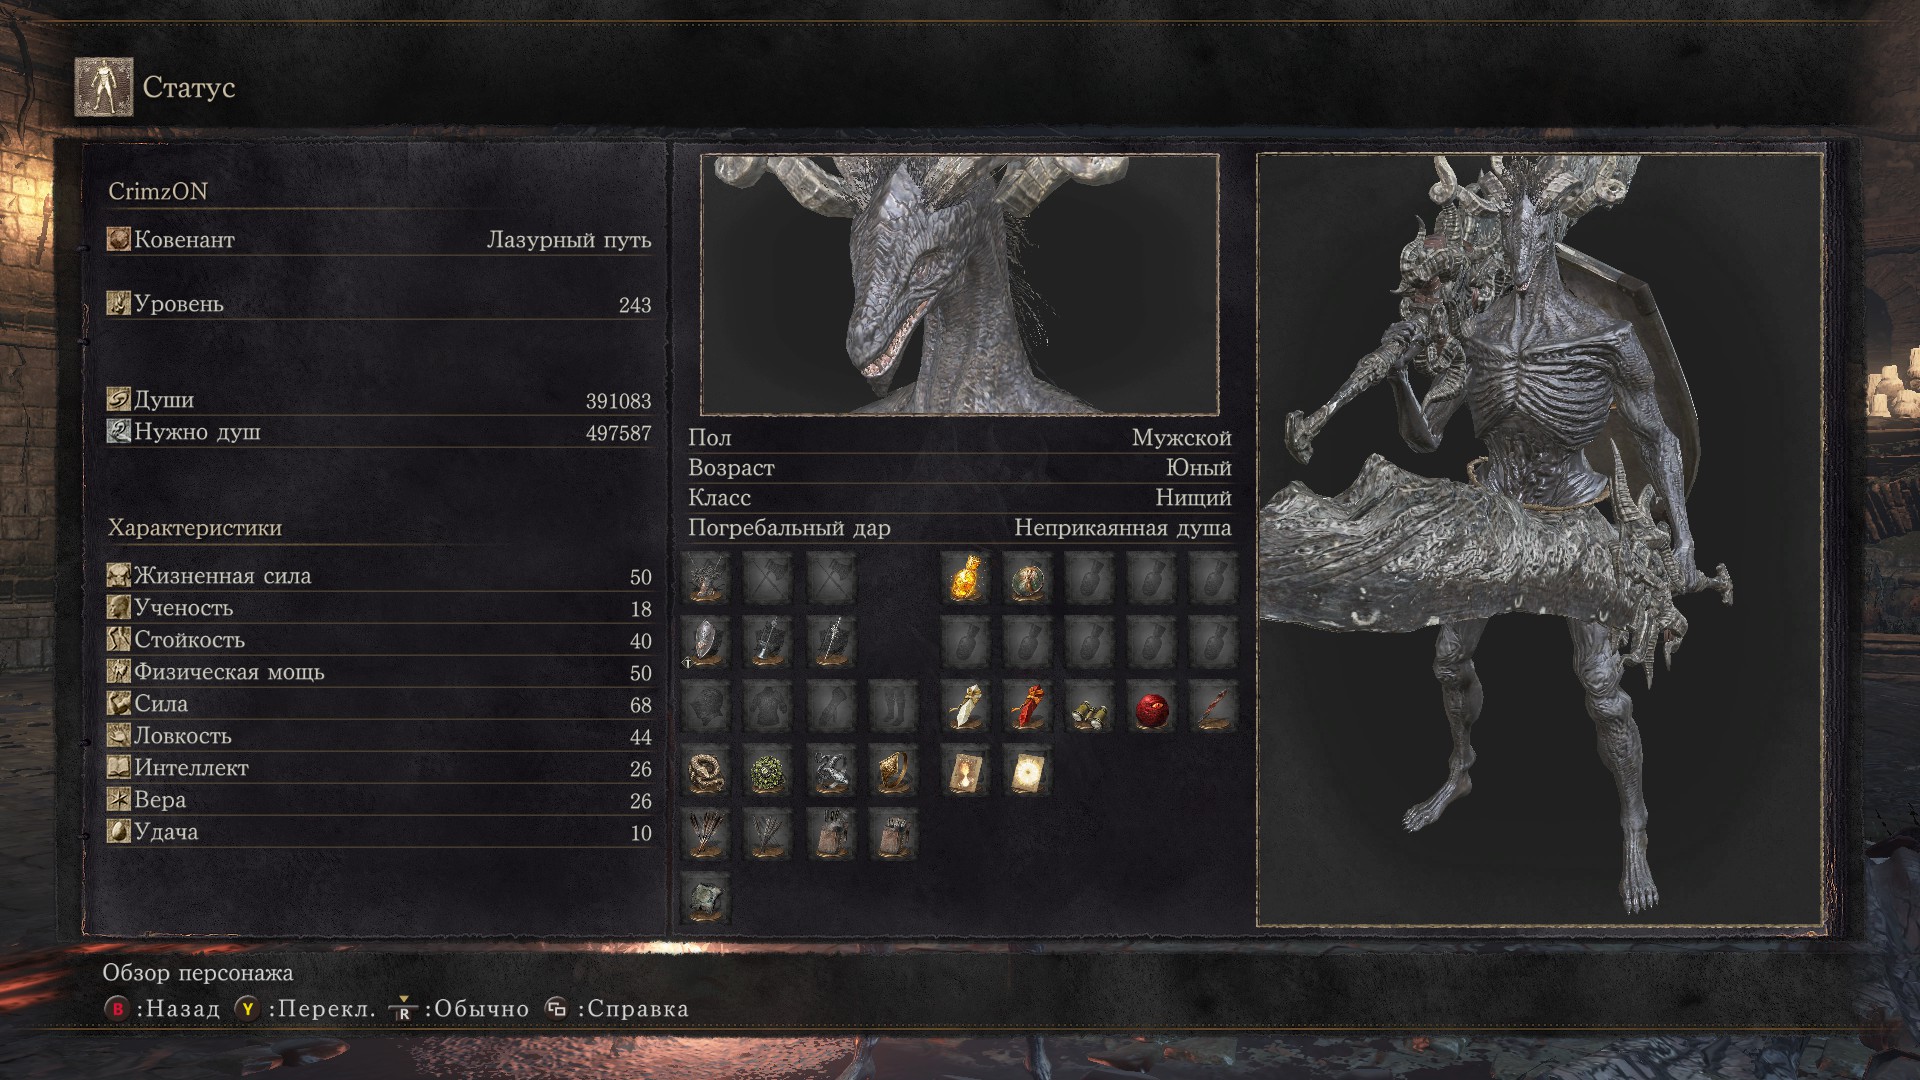 Статус
CrimzON
Ковенант Лазурный путь
Уровень 243
Души 391083
Нужно душ 497587
Характеристики
Жизненная сила 50
Ученость 18
Стойкость 40
Физическая мощь 50
Сила 68
Ловкость 44
Интеллект 26
Вера 26
Удача 10
Пол Мужской
Возраст Юный
Класс Нищий
Погребальный дар Неприкаянная душа
Обзор персонажа
B :Назад Y :Перекл. R :Обычно :Справка